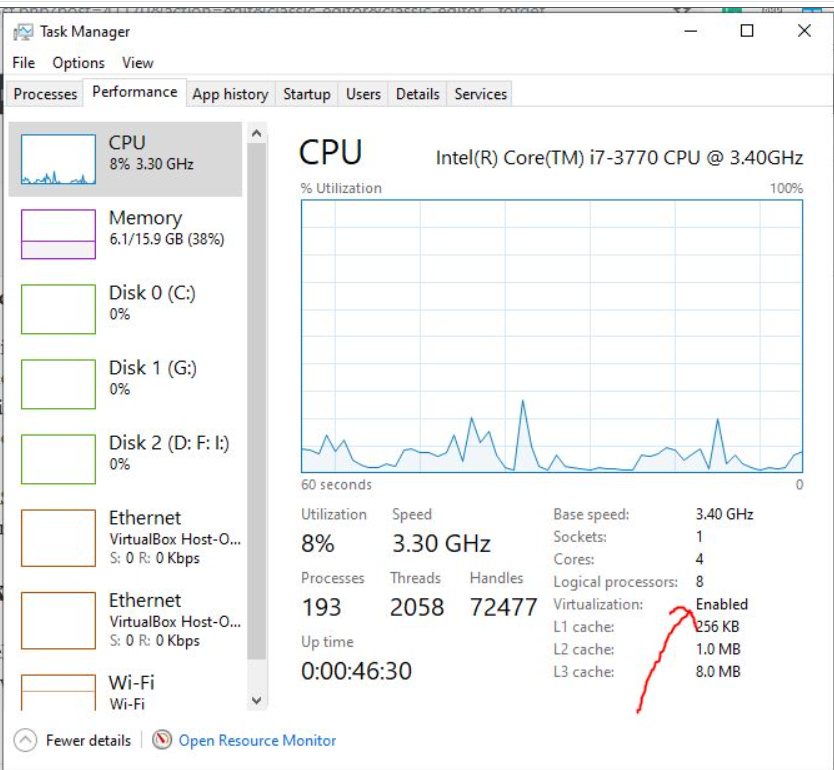 Task Manager
File Options View
Processes Performance App history Startup Users Details Services
CPU
8% 3.30 GHz
Memory
6.1/15.9 GB (38%)
Disk 0 (C:)
0%
Disk 1 (G:)
0%
Disk 2 (D: F: I:)
0%
Ethernet
VirtualBox Host-O...
S: 0 R: 0 Kbps
Ethernet
VirtualBox Host-O...
S: 0 R: 0 Kbps
Wi-Fi
Wi-Fi
CPU Intel(R) Core(TM) i7-3770 CPU @ 3.40GHz
% Utilization 100%
60 seconds 0
Utilization Speed
8% 3.30 GHz
Processes Threads Handles
193 2058 72477
Up time
0:00:46:30
Base speed: 3.40 GHz
Sockets: 1
Cores: 4
Logical processors: 8
Virtualization: Enabled
L1 cache: 256 KB
L2 cache: 1.0 MB
L3 cache: 8.0 MB
Fewer details Open Resource Monitor